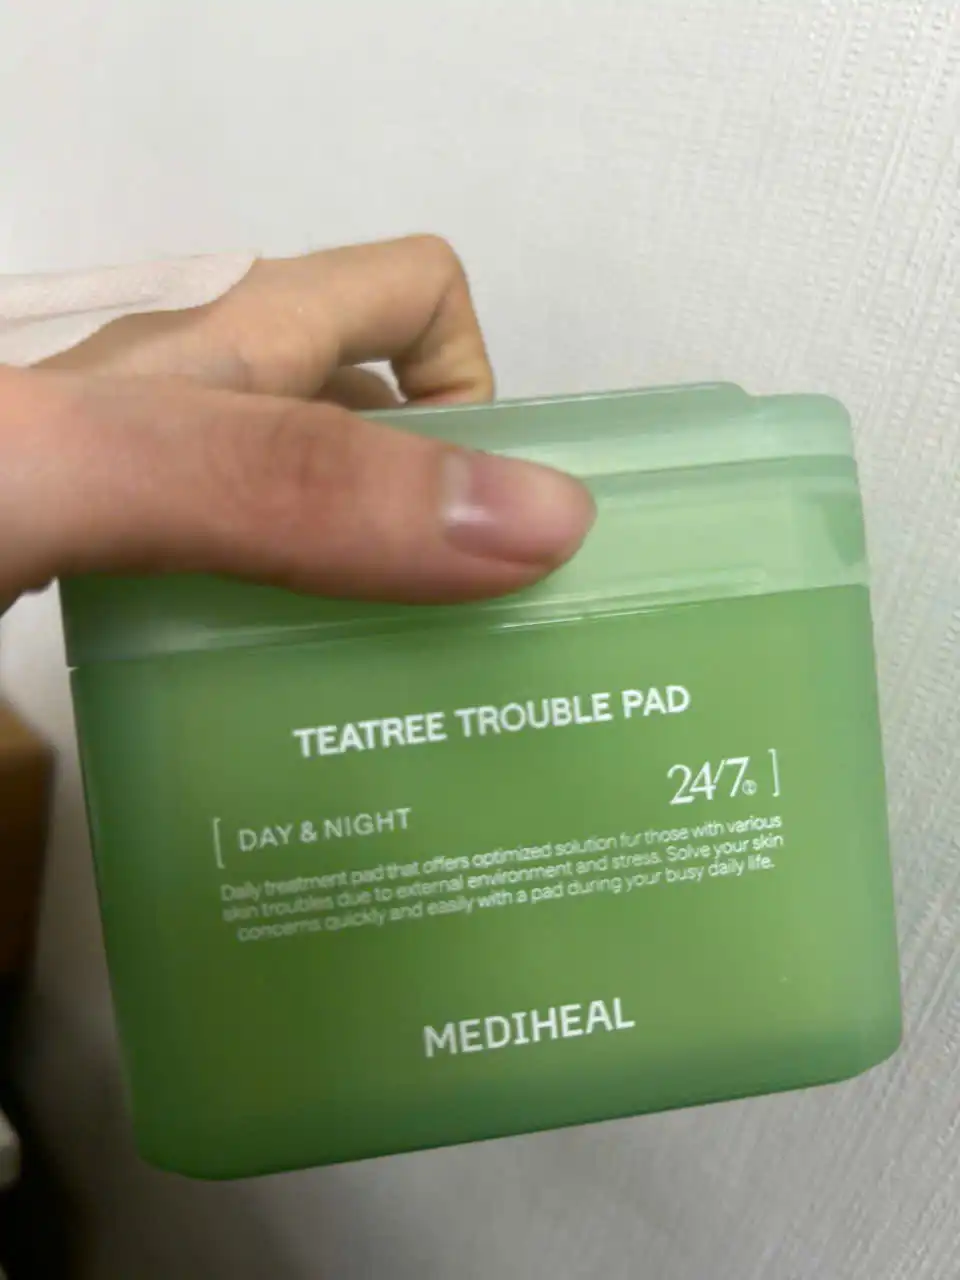 TEATREE TROUBLE PAD
24/7 ]
[ DAY & NIGHT
Daily treatment pad that offers optimized solution fur those with various
skin troubles due to external environment and stress. Solve your skin
concerns quickly and easily with a pad during your busy daily life.
MEDIHEAL